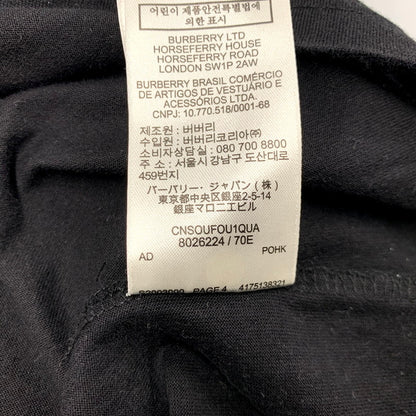 어린이 제품안전특별법에
의한 표시
BURBERRY LTD
HORSEFERRY HOUSE
HORSEFERRY ROAD
LONDON SW1P 2AW
BURBERRY BRASIL COMÉRCIO
DE ARTIGOS DE VESTUÁRIO E
ACESSÓRIOS LTDA.
CNPJ: 10.770.518/0001-68
제조원 : 버버리
수입원 : 버버리코리아㈜
소비자상담실: 080 700 8800
주 소 : 서울시강남구 도산대로
459번지
バーバリー・ジャパン(株)
東京都中央区銀座2-5-14
銀座マロニエビル
CNSOUFOU1QUA
8026224 / 70E
AD POHK
PAGE 4 4175138321